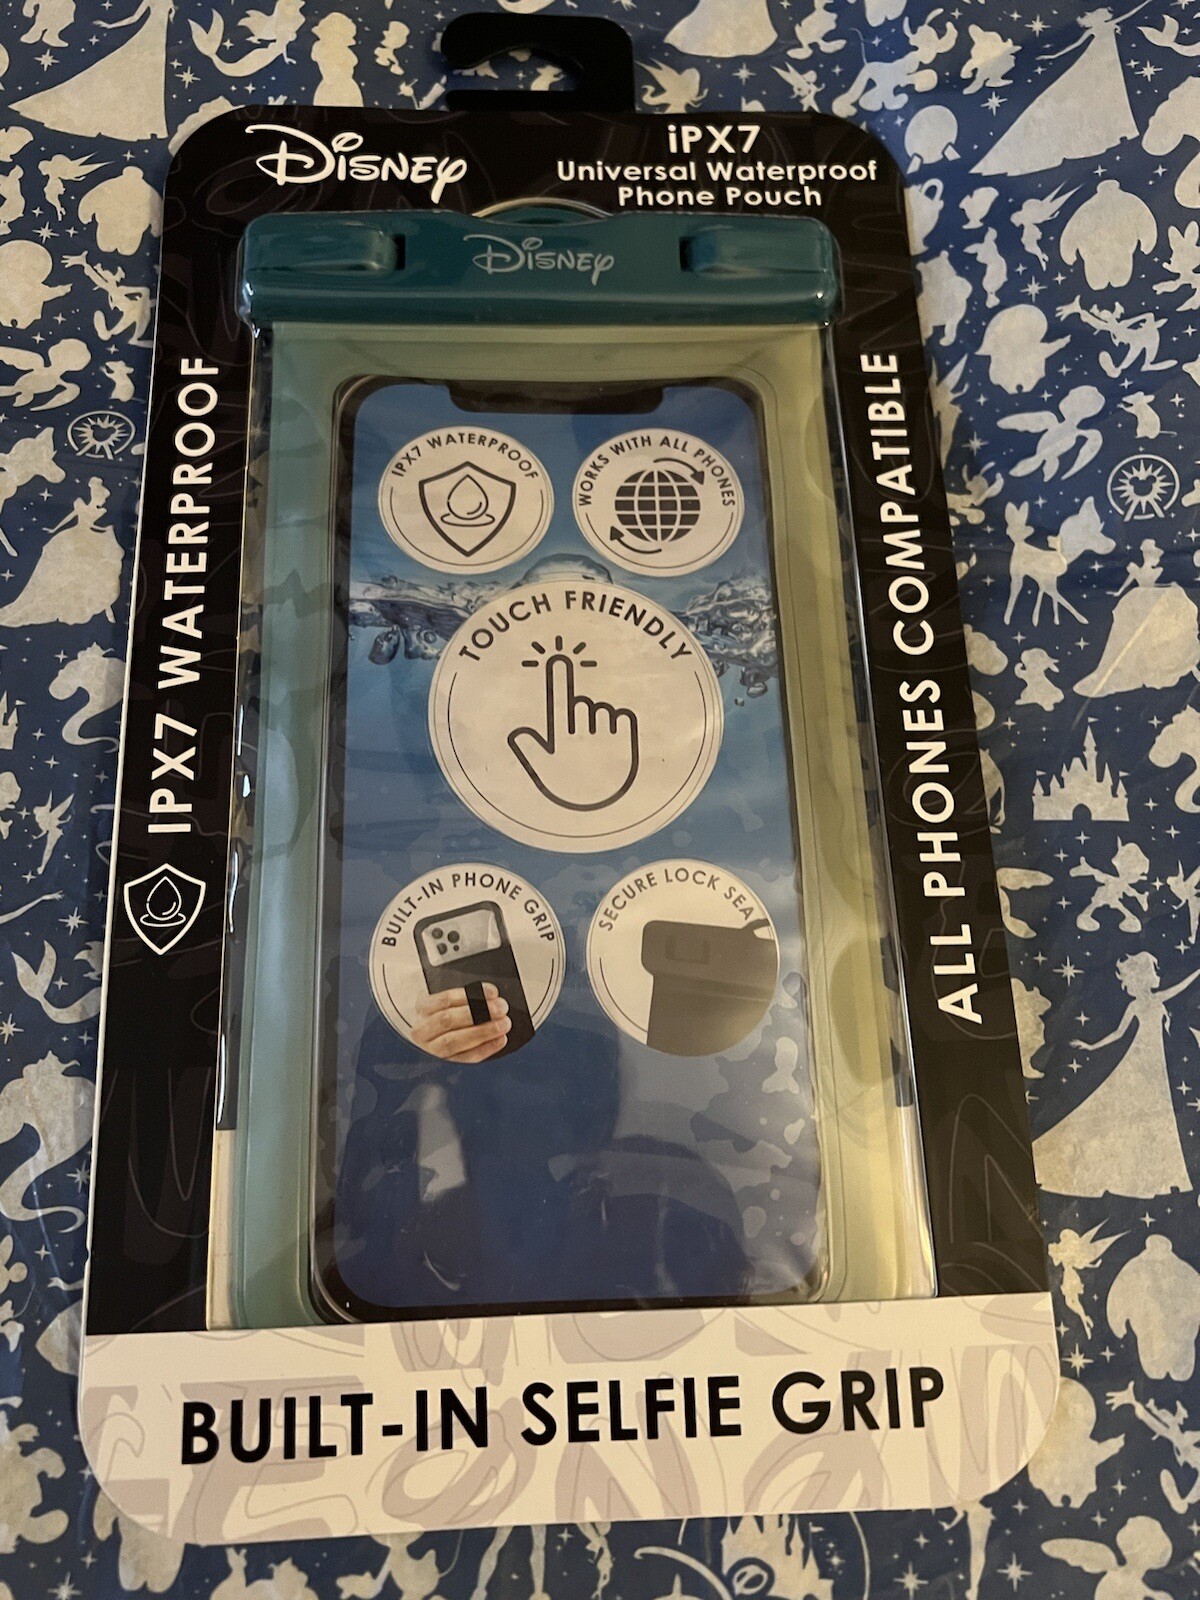 Disney
iPX7
Universal Waterproof
Phone Pouch
Disney
IPX7 WATERPROOF
ALL PHONES COMPATIBLE
IPX7 WATERPROOF
WORKS WITH ALL PHONES
TOUCH FRIENDLY
BUILT-IN PHONE GRIP
SECURE LOCK SEA
BUILT-IN SELFIE GRIP